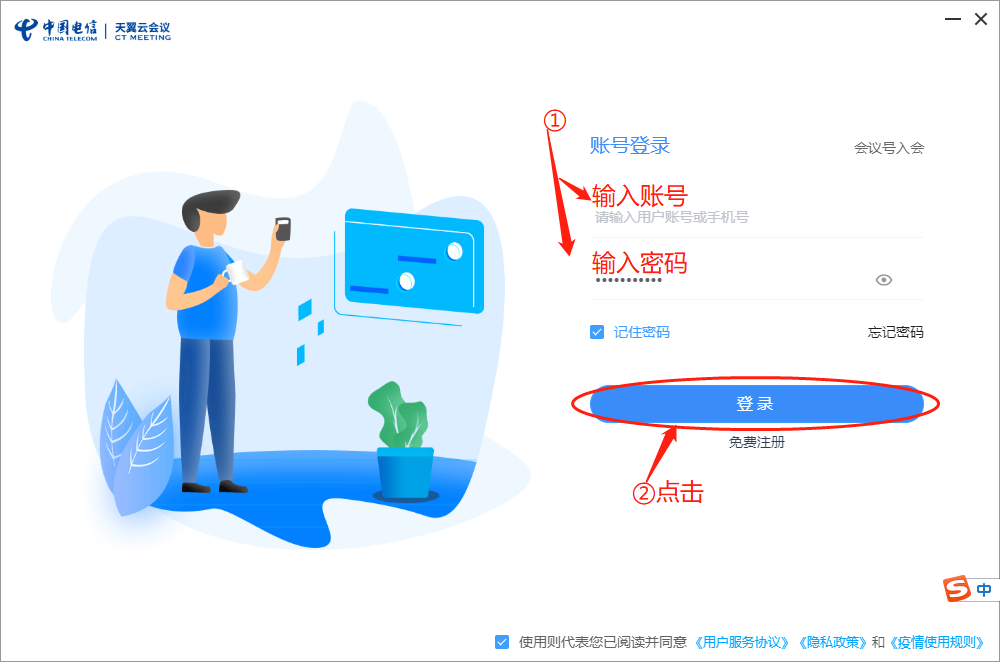 中国电信 天翼云会议
CHINA TELECOM CT MEETING
①
账号登录 会议号入会
输入账号
请输入用户账号或手机号
输入密码
•••••••••••
记住密码 忘记密码
登录
免费注册
②点击
S 中
使用则代表您已阅读并同意《用户服务协议》《隐私政策》和《疫情使用规则》